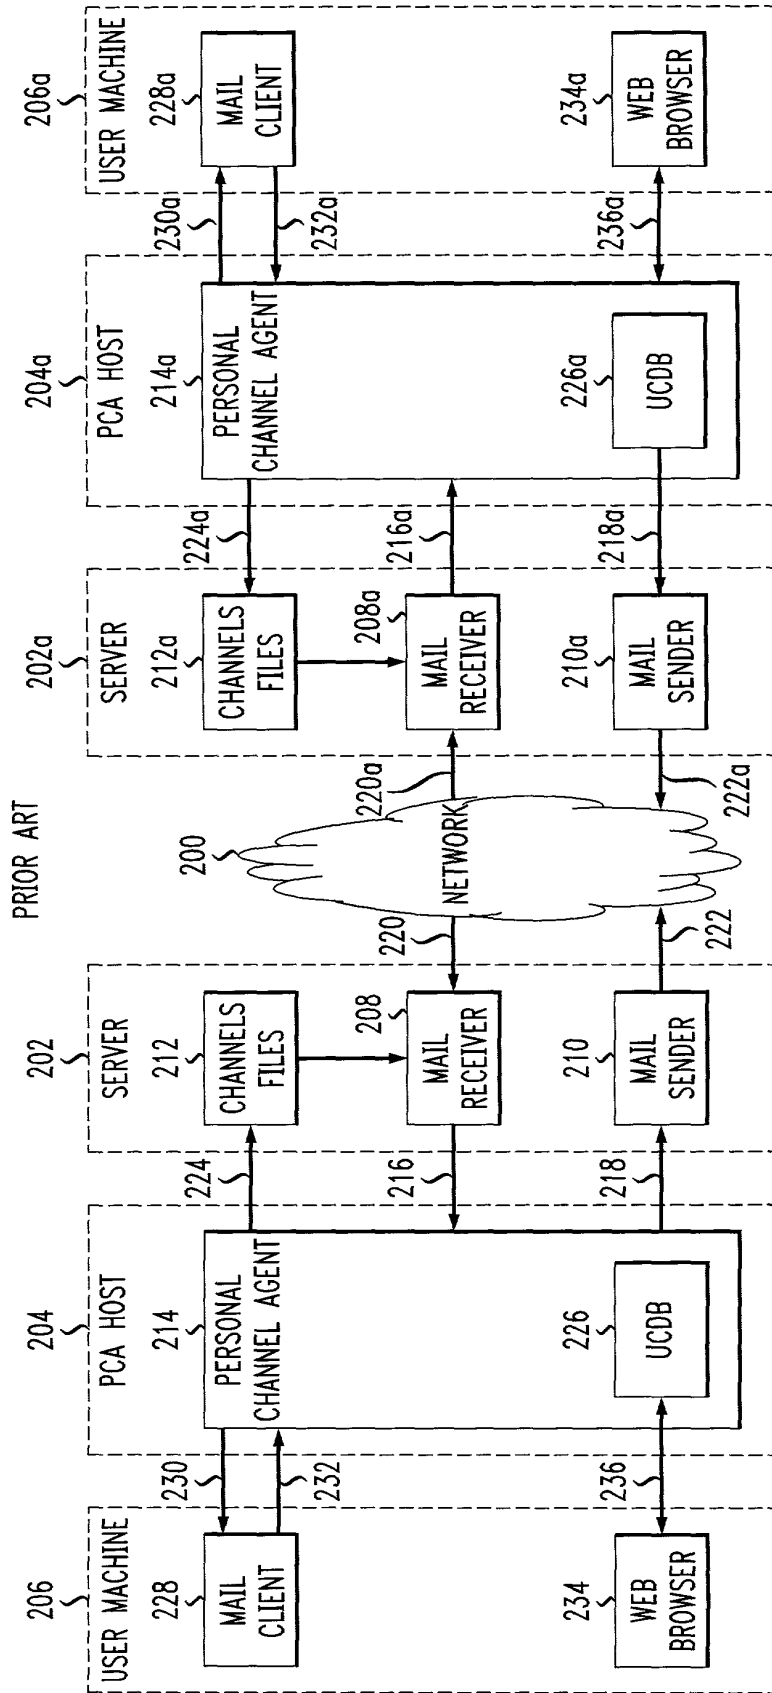 PRIOR ART
206
USER MACHINE
228
MAIL
CLIENT
234
WEB
BROWSER
230
232
236
204
PCA HOST
214
PERSONAL
CHANNEL AGENT
226
UCDB
224
216
218
202
SERVER
212
CHANNELS
FILES
208
MAIL
RECEIVER
210
MAIL
SENDER
220
222
200
NETWORK
220a
222a
202a
SERVER
212a
CHANNELS
FILES
208a
MAIL
RECEIVER
210a
MAIL
SENDER
224a
216a
218a
204a
PCA HOST
214a
PERSONAL
CHANNEL AGENT
226a
UCDB
230a
232a
236a
206a
USER MACHINE
228a
MAIL
CLIENT
234a
WEB
BROWSER